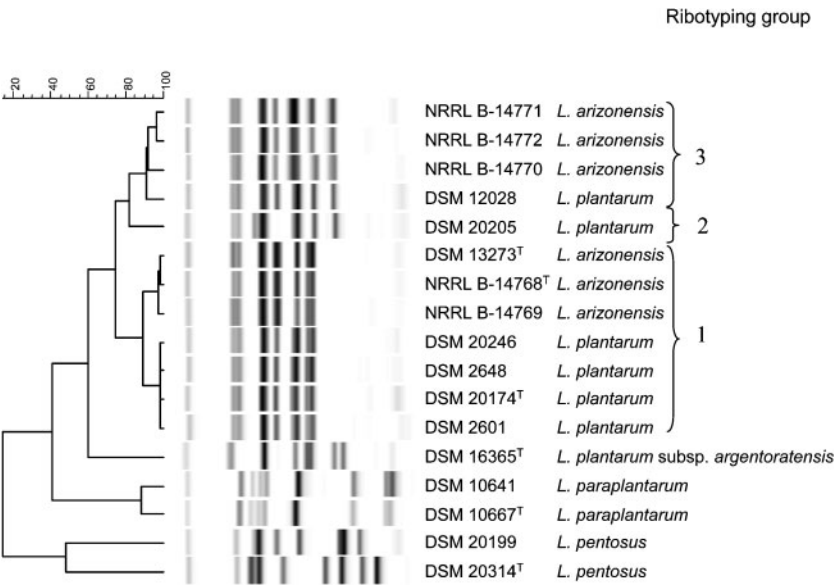 Ribotyping group
20 40 60 80 100
NRRL B-14771 L. arizonensis
NRRL B-14772 L. arizonensis
NRRL B-14770 L. arizonensis
3
DSM 12028 L. plantarum
DSM 20205 L. plantarum
2
DSM 13273ᵀ L. arizonensis
NRRL B-14768ᵀ L. arizonensis
NRRL B-14769 L. arizonensis
DSM 20246 L. plantarum
1
DSM 2648 L. plantarum
DSM 20174ᵀ L. plantarum
DSM 2601 L. plantarum
DSM 16365ᵀ L. plantarum subsp. argentoratensis
DSM 10641 L. paraplantarum
DSM 10667ᵀ L. paraplantarum
DSM 20199 L. pentosus
DSM 20314ᵀ L. pentosus